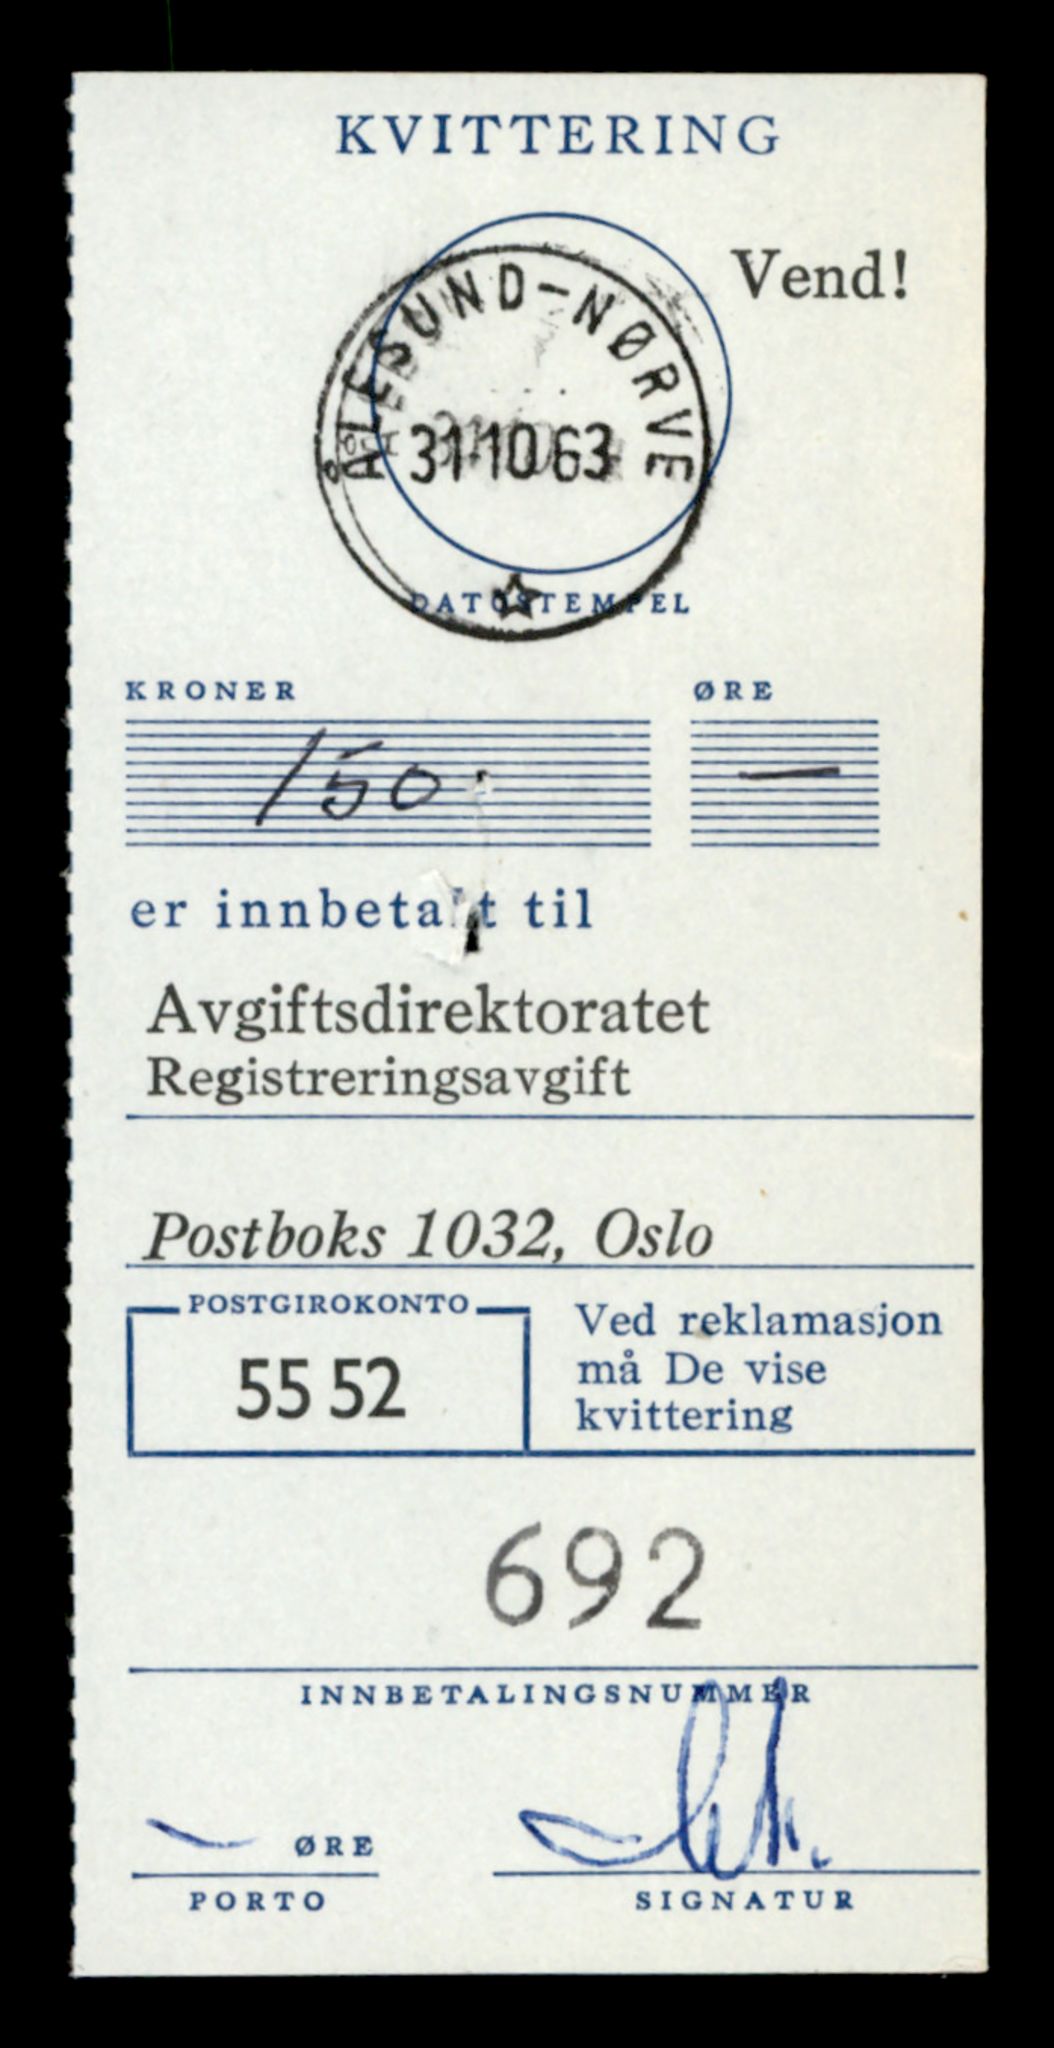 KVITTERING
Vend!
ÅLESUND-NØRVE
31.10 63
DATOSTEMPEL
KRONER ØRE
150.- —
er innbetalt til
Avgiftsdirektoratet
Registreringsavgift
Postboks 1032, Oslo
POSTGIROKONTO
55 52
Ved reklamasjon
må De vise
kvittering
692
INNBETALINGSNUMMER
— ØRE
PORTO
SIGNATUR